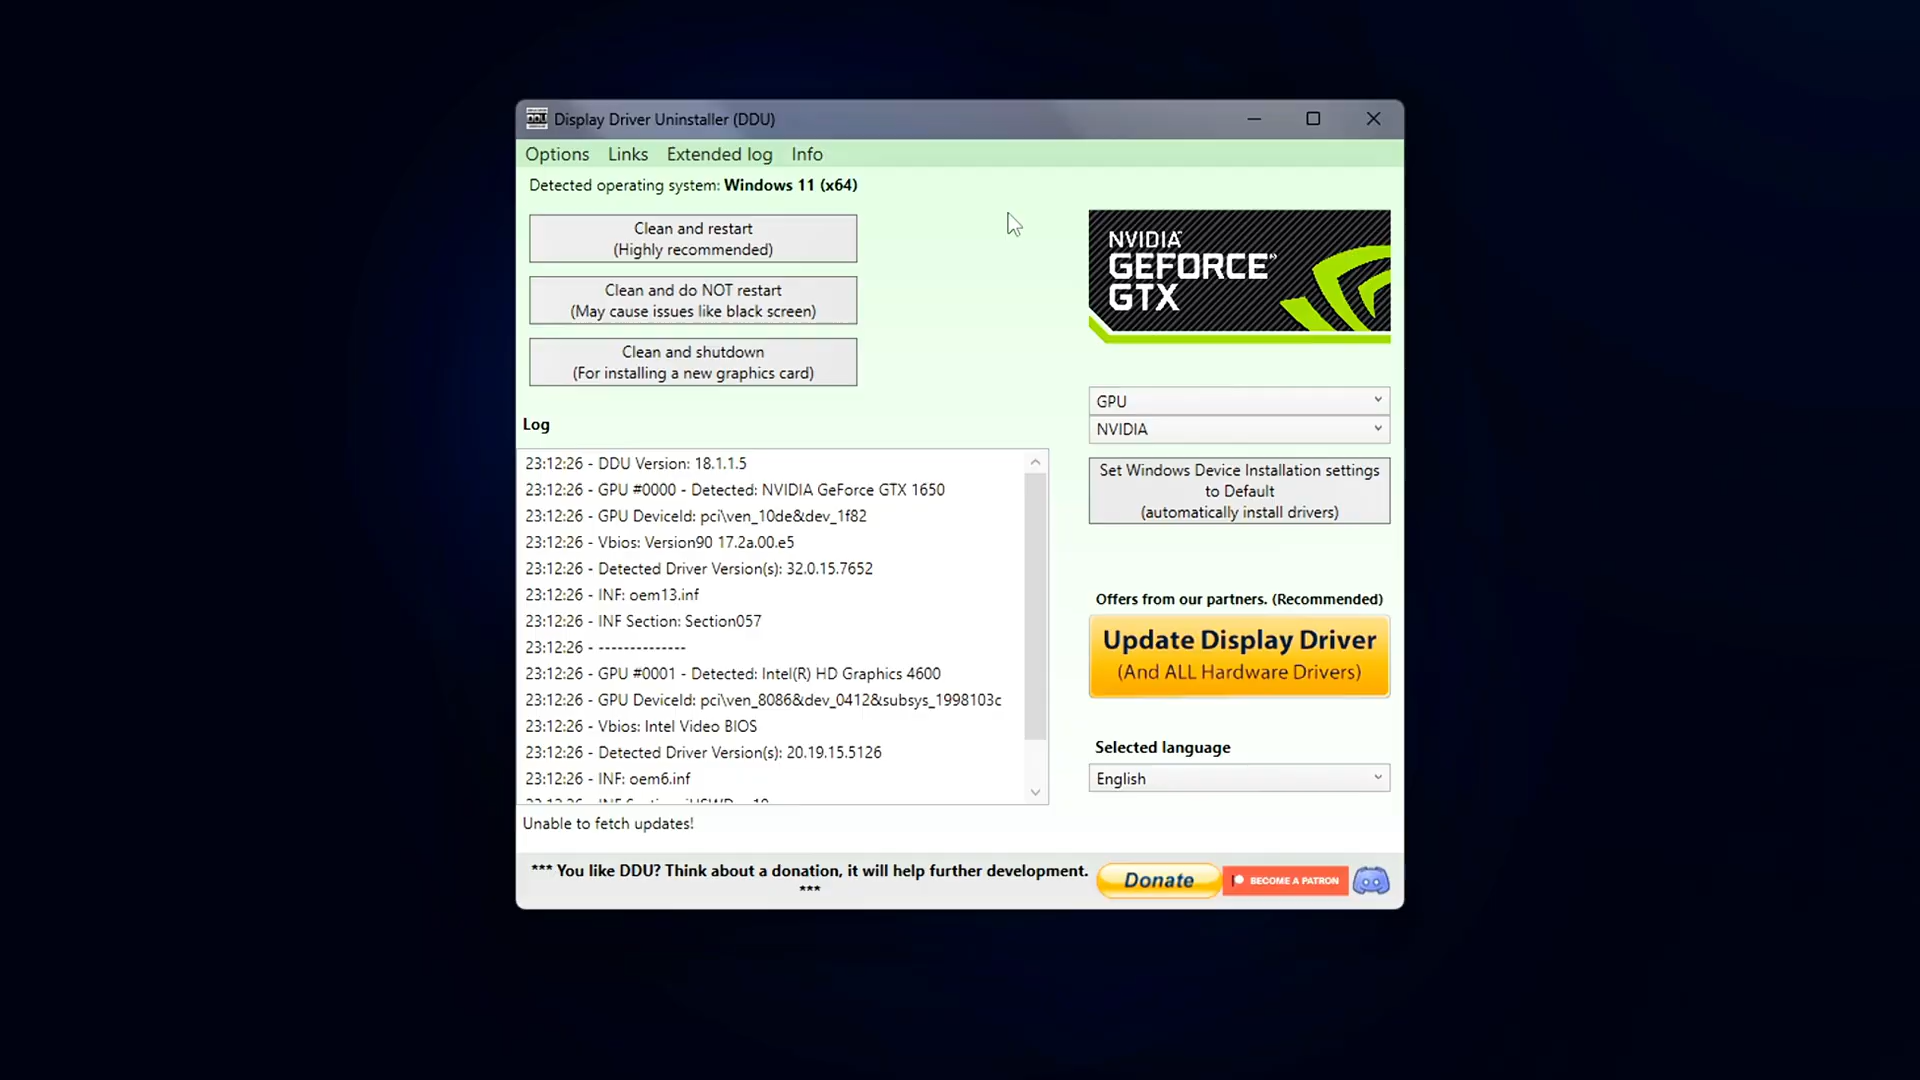 DDU
Display Driver Uninstaller (DDU)
Options Links Extended log Info
Detected operating system: Windows 11 (x64)
Clean and restart
(Highly recommended)
Clean and do NOT restart
(May cause issues like black screen)
Clean and shutdown
(For installing a new graphics card)
NVIDIA
GEFORCE
GTX
GPU
NVIDIA
Set Windows Device Installation settings
to Default
(automatically install drivers)
Log
23:12:26 - DDU Version: 18.1.1.5
23:12:26 - GPU #0000 - Detected: NVIDIA GeForce GTX 1650
23:12:26 - GPU DeviceId: pci\ven_10de&dev_1f82
23:12:26 - Vbios: Version90 17.2a.00.e5
23:12:26 - Detected Driver Version(s): 32.0.15.7652
23:12:26 - INF: oem13.inf
23:12:26 - INF Section: Section057
23:12:26 - --------------
23:12:26 - GPU #0001 - Detected: Intel(R) HD Graphics 4600
23:12:26 - GPU DeviceId: pci\ven_8086&dev_0412&subsys_1998103c
23:12:26 - Vbios: Intel Video BIOS
23:12:26 - Detected Driver Version(s): 20.19.15.5126
23:12:26 - INF: oem6.inf
23:12:26 - INF Section:
Unable to fetch updates!
Offers from our partners. (Recommended)
Update Display Driver
(And ALL Hardware Drivers)
Selected language
English
*** You like DDU? Think about a donation, it will help further development.
***
Donate
BECOME A PATRON